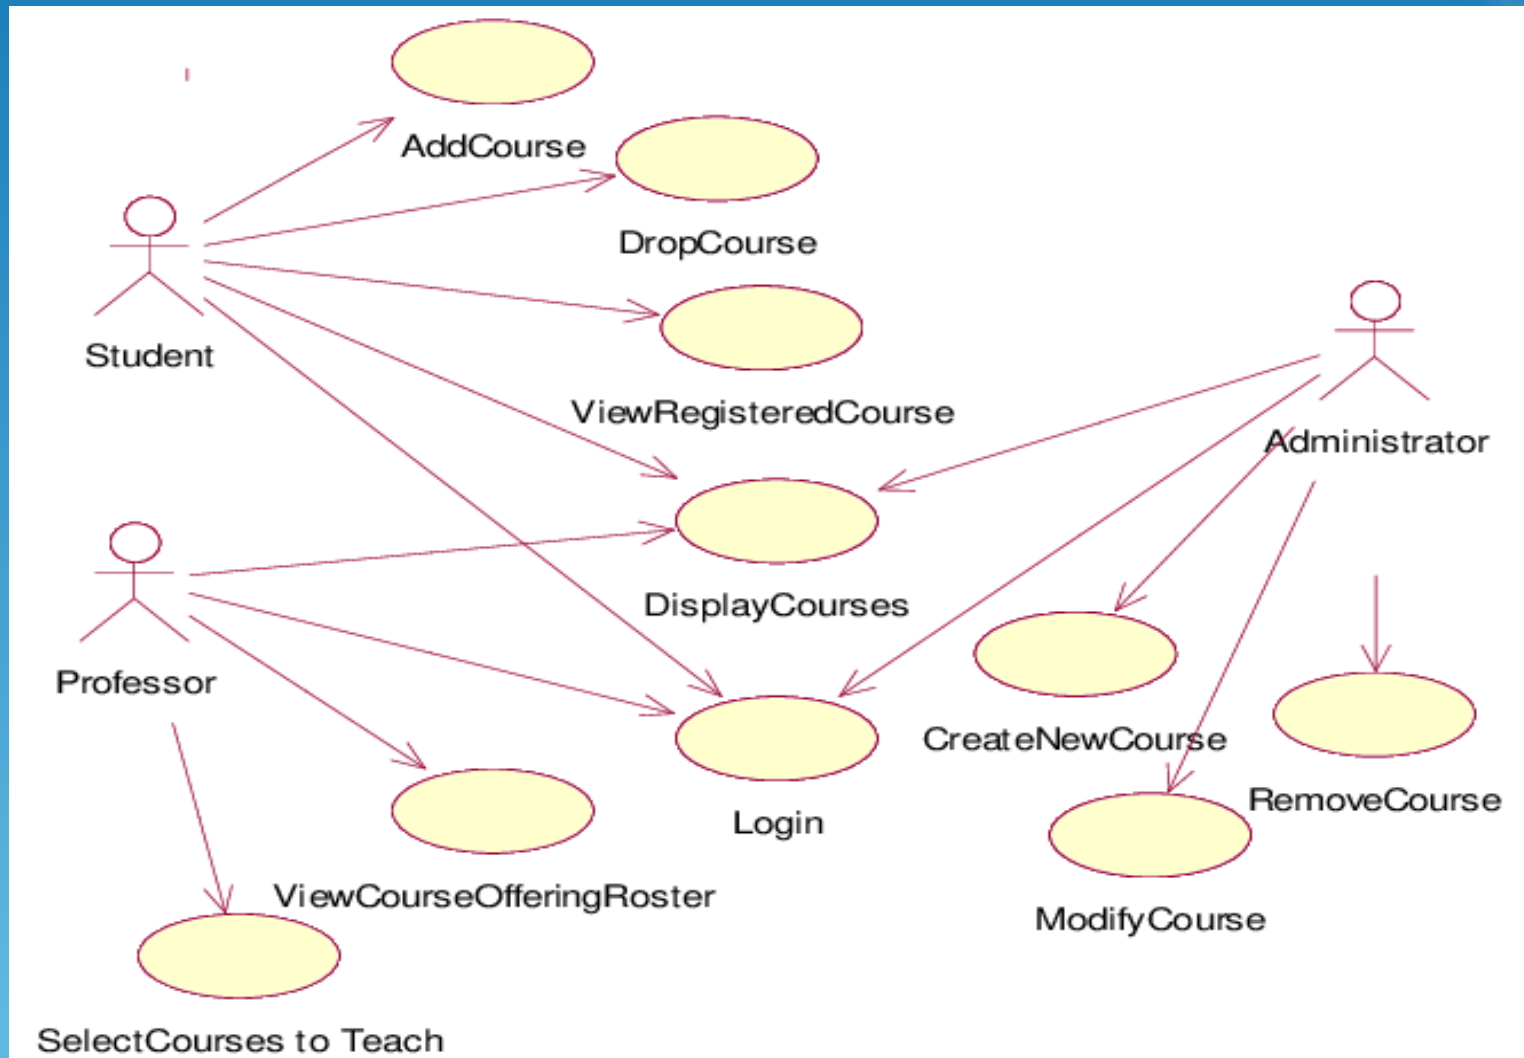 AddCourse
DropCourse
Student
ViewRegisteredCourse
Administrator
DisplayCourses
Professor
CreateNewCourse
RemoveCourse
Login
ViewCourseOfferingRoster
ModifyCourse
SelectCourses to Teach